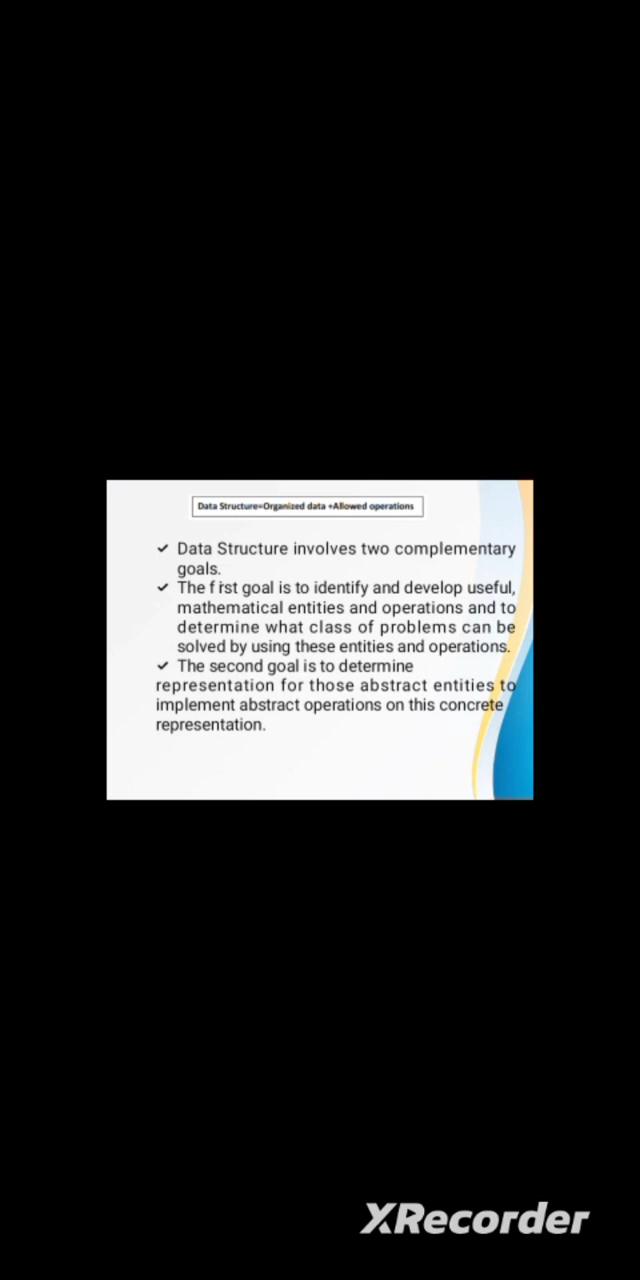 Data Structure=Organized data +Allowed operations
✓ Data Structure involves two complementary
goals.
✓ The f irst goal is to identify and develop useful,
mathematical entities and operations and to
determine what class of problems can be
solved by using these entities and operations.
✓ The second goal is to determine
representation for those abstract entities to
implement abstract operations on this concrete
representation.
XRecorder